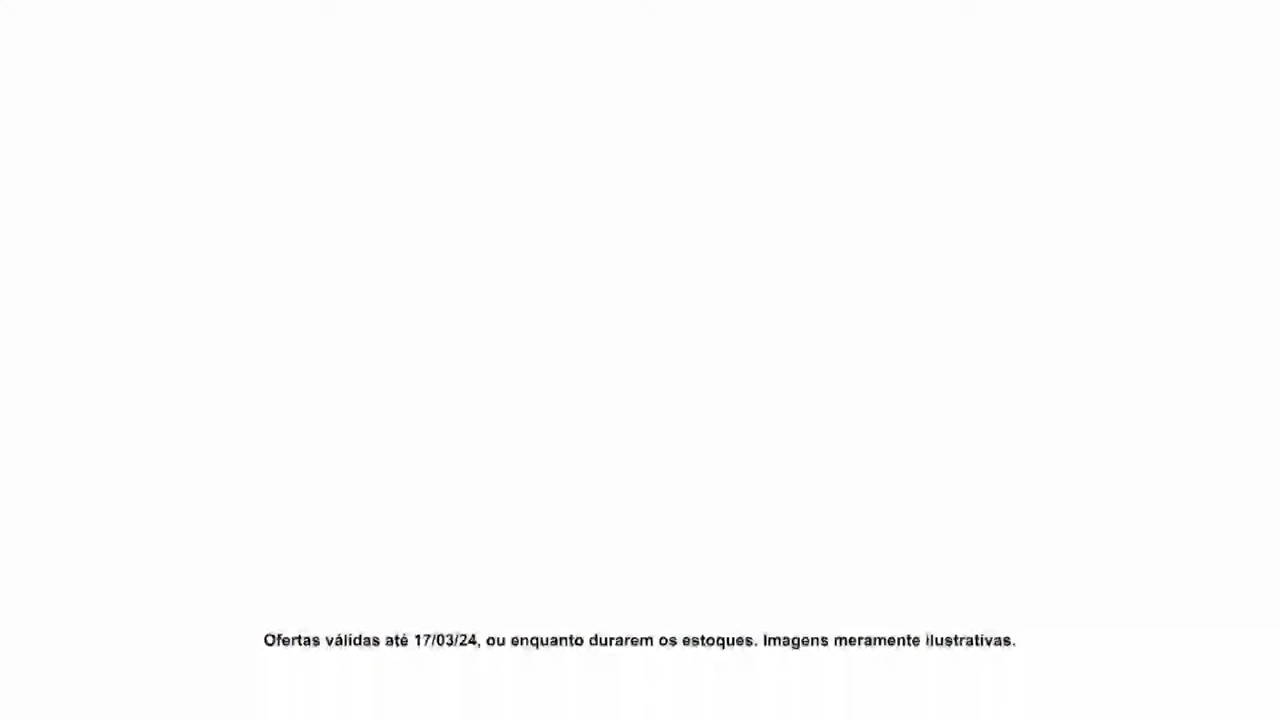 Ofertas válidas até 17/03/24, ou enquanto durarem os estoques. Imagens meramente ilustrativas.